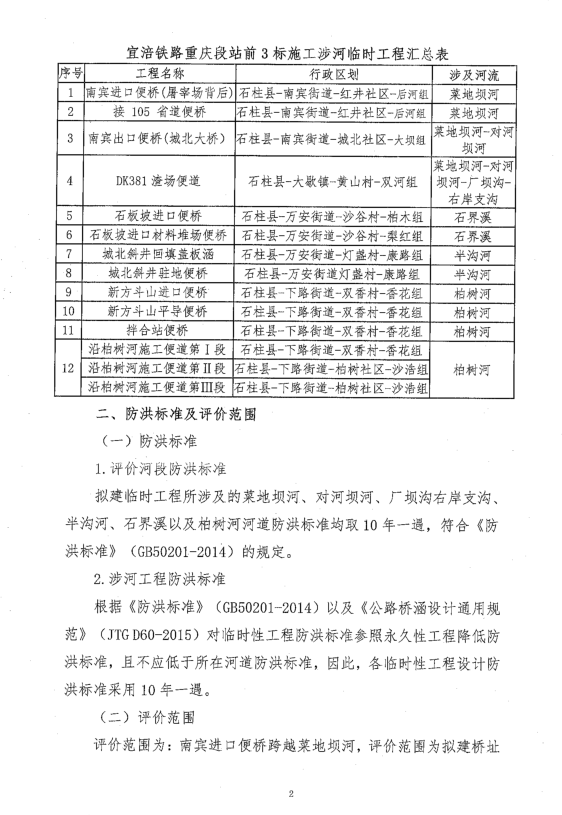 宜涪铁路重庆段站前 3 标施工涉河临时工程汇总表
序号 工程名称 行政区划 涉及河流
1 南宾进口便桥(屠宰场背后) 石柱县-南宾街道-红井社区--后河组 菜地坝河
2 接 105 省道便桥 石柱县-南宾街道-红井社区--后河组 菜地坝河
3 南宾出口便桥(城北大桥) 石柱县-南宾街道-城北社区-大坝组 菜地坝河-对河
坝河
4 DK381 渣场便道 石柱县-大歇镇--黄山村-双河组 菜地坝河-对河
坝河-厂坝沟-
右岸支沟
5 石板坡进口便桥 石柱县-万安街道-沙谷村-柏木组 石界溪
6 石板坡进口材料堆场便桥 石柱县-万安街道-沙谷村-梨红组 石界溪
7 城北斜井回填盖板涵 石柱县-万安街道-灯盏村-康路组 半沟河
8 城北斜井驻地便桥 石柱县-万安街道灯盏村-康路组 半沟河
9 新方斗山进口便桥 石柱县-下路街道-双香村-香花组 柏树河
10 新方斗山平导便桥 石柱县-下路街道-双香村-香花组 柏树河
11 拌合站便桥 石柱县-下路街道-双香村-香花组 柏树河
12 沿柏树河施工便道第Ⅰ段 石柱县-下路街道-双香村-香花组 柏树河
沿柏树河施工便道第Ⅱ段 石柱县-下路街道-柏树社区-沙浩组
沿柏树河施工便道第Ⅲ段 石柱县-下路街道-柏树社区-沙浩组
二、防洪标准及评价范围
（一）防洪标准
1.评价河段防洪标准
拟建临时工程所涉及的菜地坝河、对河坝河、厂坝沟右岸支沟、
半沟河、石界溪以及柏树河河道防洪标准均取 10 年一遇，符合《防
洪标准》（GB50201-2014）的规定。
2.涉河工程防洪标准
根据《防洪标准》（GB50201-2014）以及《公路桥涵设计通用规
范》（JTG D60-2015）对临时性工程防洪标准参照永久性工程降低防
洪标准，且不应低于所在河道防洪标准，因此，各临时性工程设计防
洪标准采用 10 年一遇。
（二）评价范围
评价范围为：南宾进口便桥跨越菜地坝河，评价范围为拟建桥址
2